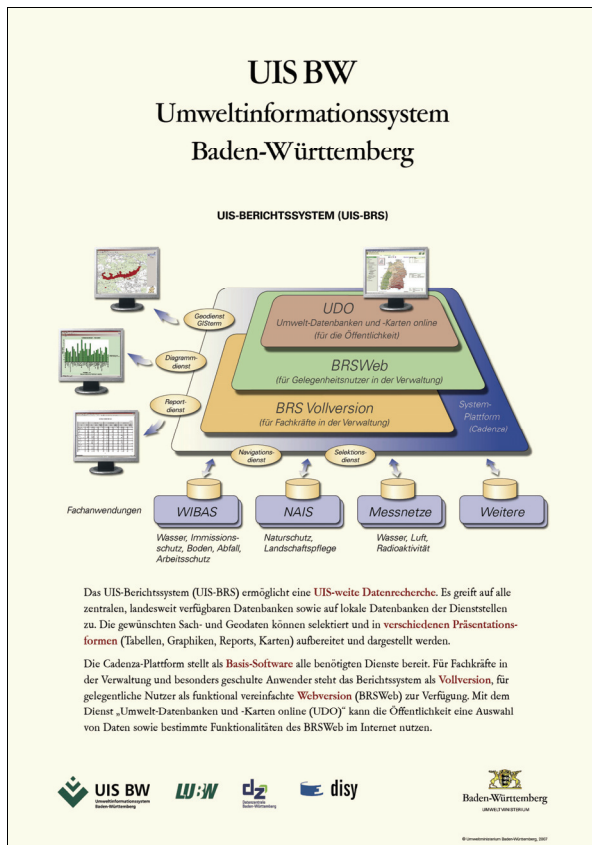 UIS BW
Umweltinformationssystem
Baden-Württemberg
UIS-BERICHTSSYSTEM (UIS-BRS)
Geodienst
GISterm
Diagramm-
dienst
Report-
dienst
UDO
Umwelt-Datenbanken und -Karten online
(für die Öffentlichkeit)
BRSWeb
(für Gelegenheitsnutzer in der Verwaltung)
BRS Vollversion
(für Fachkräfte in der Verwaltung)
System-
Plattform
(Cadenza)
Navigations-
dienst
Selektions-
dienst
Fachanwendungen
WIBAS
NAIS
Messnetze
Weitere
Wasser, Immissions-
schutz, Boden, Abfall,
Arbeitsschutz
Naturschutz,
Landschaftspflege
Wasser, Luft,
Radioaktivität
Das UIS-Berichtssystem (UIS-BRS) ermöglicht eine UIS-weite Datenrecherche. Es greift auf alle
zentralen, landesweit verfügbaren Datenbanken sowie auf lokale Datenbanken der Dienststellen
zu. Die gewünschten Sach- und Geodaten können selektiert und in verschiedenen Präsentations-
formen (Tabellen, Graphiken, Reports, Karten) aufbereitet und dargestellt werden.
Die Cadenza-Plattform stellt als Basis-Software alle benötigten Dienste bereit. Für Fachkräfte in
der Verwaltung und besonders geschulte Anwender steht das Berichtssystem als Vollversion, für
gelegentliche Nutzer als funktional vereinfachte Webversion (BRSWeb) zur Verfügung. Mit dem
Dienst „Umwelt-Datenbanken und -Karten online (UDO)“ kann die Öffentlichkeit eine Auswahl
von Daten sowie bestimmte Funktionalitäten des BRSWeb im Internet nutzen.
UIS BW
Umweltinformationssystem
Baden-Württemberg
LUBW
dz
Datenzentrale
Baden-Württemberg
disy
Baden-Württemberg
UMWELTMINISTERIUM
© Umweltministerium Baden-Württemberg, 2007